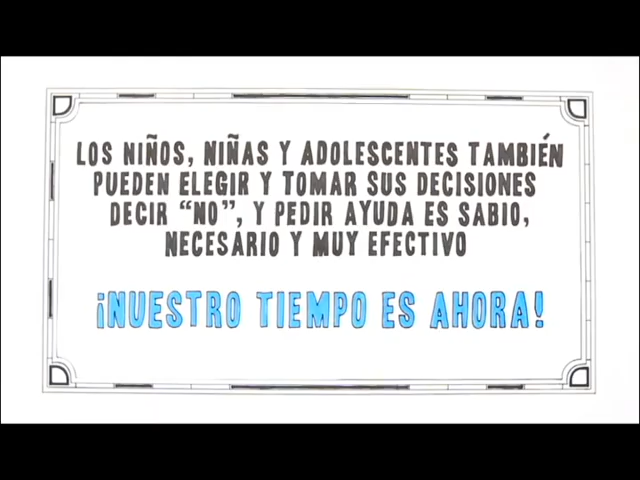 LOS NIÑOS, NIÑAS Y ADOLESCENTES TAMBIÉN
PUEDEN ELEGIR Y TOMAR SUS DECISIONES
DECIR “NO”, Y PEDIR AYUDA ES SABIO,
NECESARIO Y MUY EFECTIVO
¡NUESTRO TIEMPO ES AHORA!